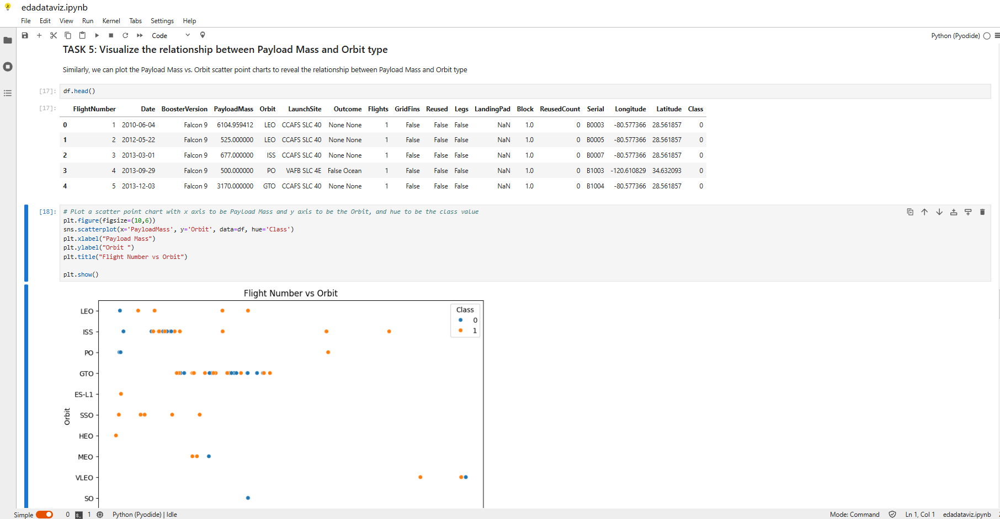 edadataviz.ipynb
File Edit View Run Kernel Tabs Settings Help
Code
Python (Pyodide)
TASK 5: Visualize the relationship between Payload Mass and Orbit type
Similarly, we can plot the Payload Mass vs. Orbit scatter point charts to reveal the relationship between Payload Mass and Orbit type
[17]: df.head()
[17]: FlightNumber Date BoosterVersion PayloadMass Orbit LaunchSite Outcome Flights GridFins Reused Legs LandingPad Block ReusedCount Serial Longitude Latitude Class
0 1 2010-06-04 Falcon 9 6104.959412 LEO CCAFS SLC 40 None None 1 False False False NaN 1.0 0 B0003 -80.577366 28.561857 0
1 2 2012-05-22 Falcon 9 525.000000 LEO CCAFS SLC 40 None None 1 False False False NaN 1.0 0 B0005 -80.577366 28.561857 0
2 3 2013-03-01 Falcon 9 677.000000 ISS CCAFS SLC 40 None None 1 False False False NaN 1.0 0 B0007 -80.577366 28.561857 0
3 4 2013-09-29 Falcon 9 500.000000 PO VAFB SLC 4E False Ocean 1 False False False NaN 1.0 0 B1003 -120.610829 34.632093 0
4 5 2013-12-03 Falcon 9 3170.000000 GTO CCAFS SLC 40 None None 1 False False False NaN 1.0 0 B1004 -80.577366 28.561857 0
[18]: # Plot a scatter point chart with x axis to be Payload Mass and y axis to be the Orbit, and hue to be the class value
plt.figure(figsize=(10,6))
sns.scatterplot(x='PayloadMass', y='Orbit', data=df, hue='Class')
plt.xlabel("Payload Mass")
plt.ylabel("Orbit ")
plt.title("Flight Number vs Orbit")
plt.show()
Flight Number vs Orbit
Class
0
1
LEO
ISS
PO
GTO
ES-L1
SSO
HEO
MEO
VLEO
SO
Orbit
Simple 0 $_ 1 Python (Pyodide) | Idle Mode: Command Ln 1, Col 1 edadataviz.ipynb